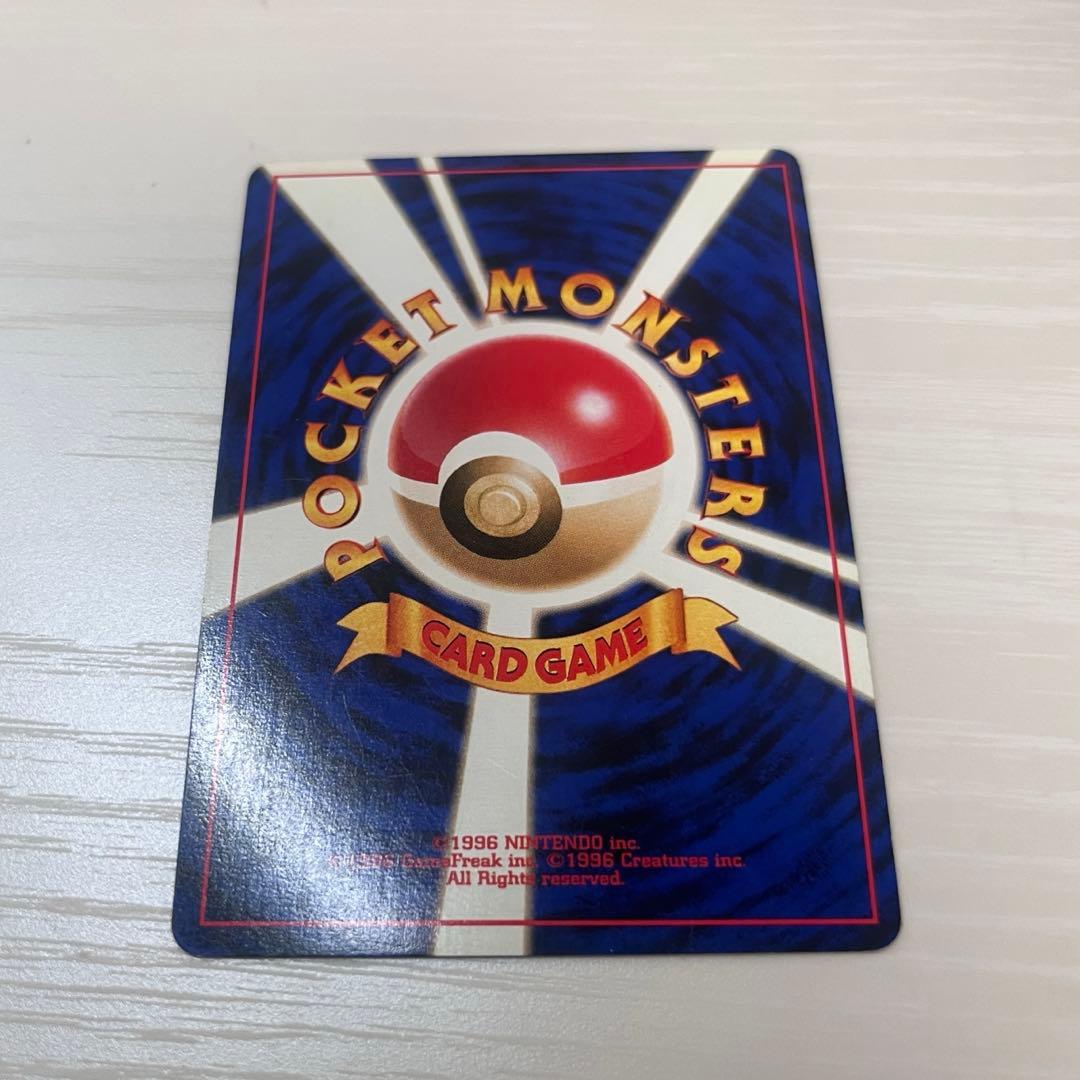 POCKET MONSTERS
CARD GAME
©1996 NINTENDO inc.
©1996 GameFreak inc. ©1996 Creatures inc.
All Rights reserved.